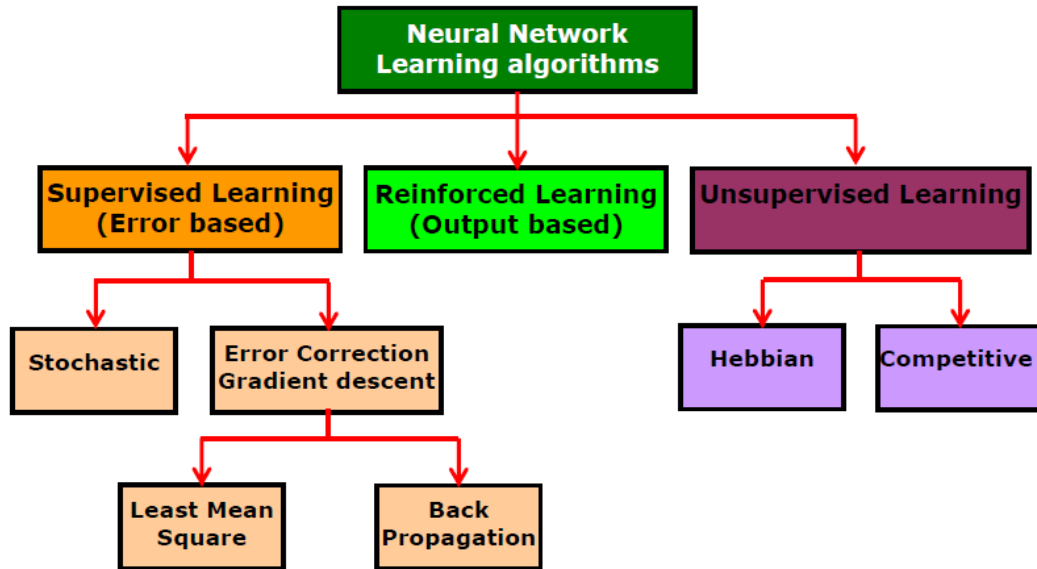 Neural Network
Learning algorithms
Supervised Learning
(Error based)
Reinforced Learning
(Output based)
Unsupervised Learning
Stochastic
Error Correction
Gradient descent
Hebbian
Competitive
Least Mean
Square
Back
Propagation